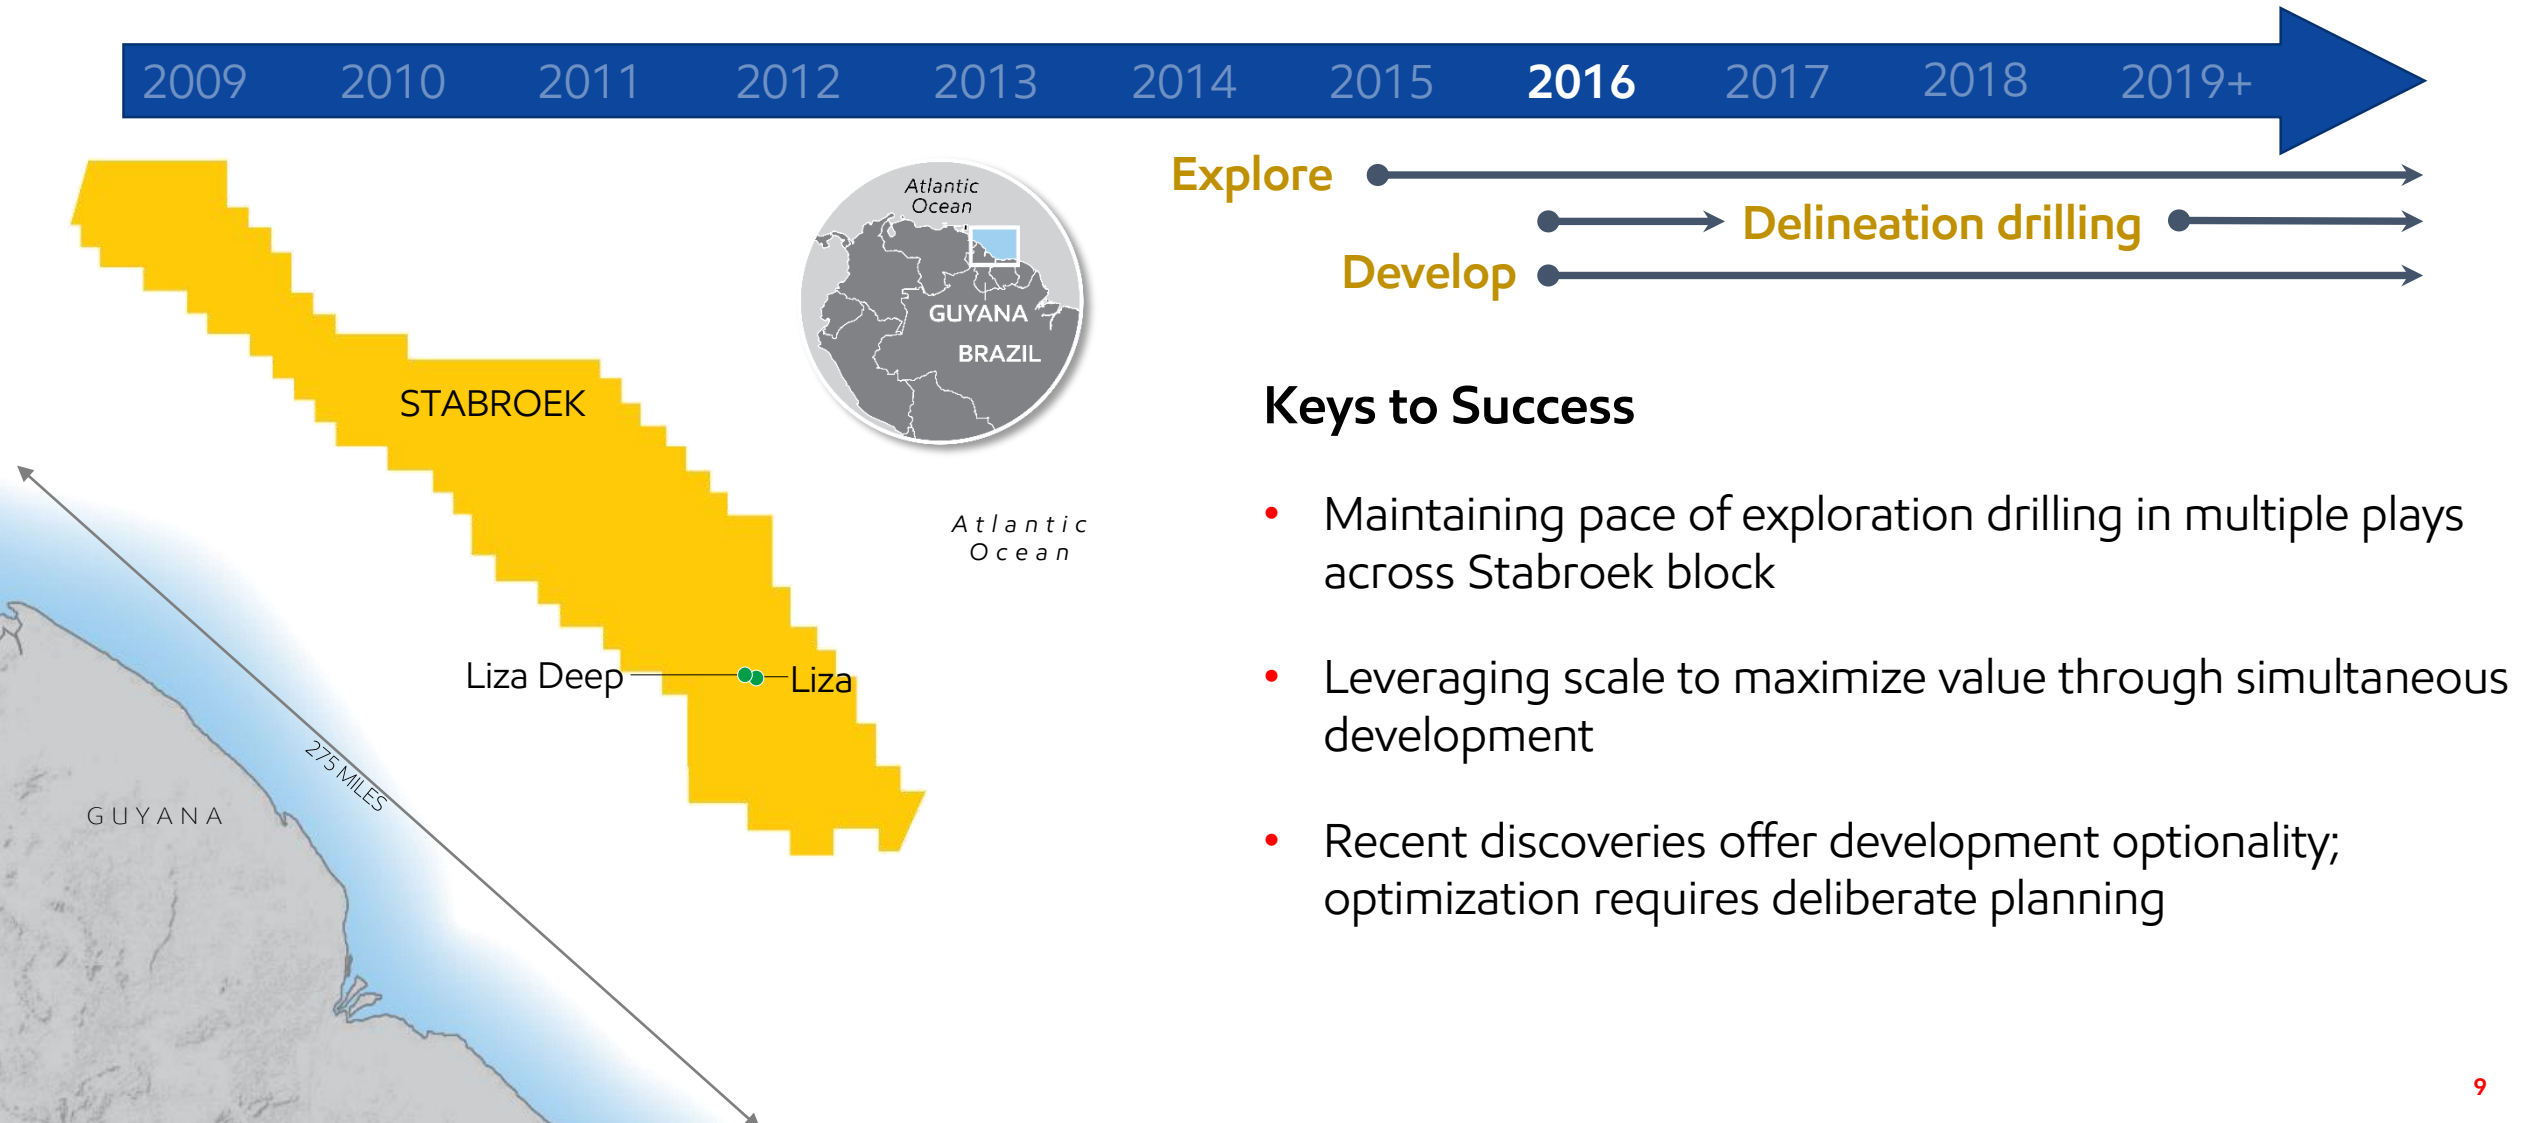 2009 2010 2011 2012 2013 2014 2015 2016 2017 2018 2019+
Explore
Delineation drilling
Develop
Atlantic
Ocean
GUYANA
BRAZIL
STABROEK
Atlantic
Ocean
Liza Deep
Liza
275 MILES
GUYANA
Keys to Success
• Maintaining pace of exploration drilling in multiple plays
across Stabroek block
• Leveraging scale to maximize value through simultaneous
development
• Recent discoveries offer development optionality;
optimization requires deliberate planning
9